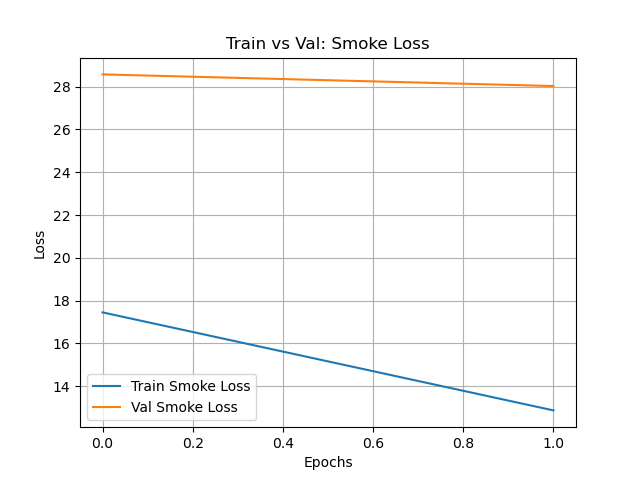 Train vs Val: Smoke Loss
Loss
28
26
24
22
20
18
16
14
Train Smoke Loss
Val Smoke Loss
0.0 0.2 0.4 0.6 0.8 1.0
Epochs